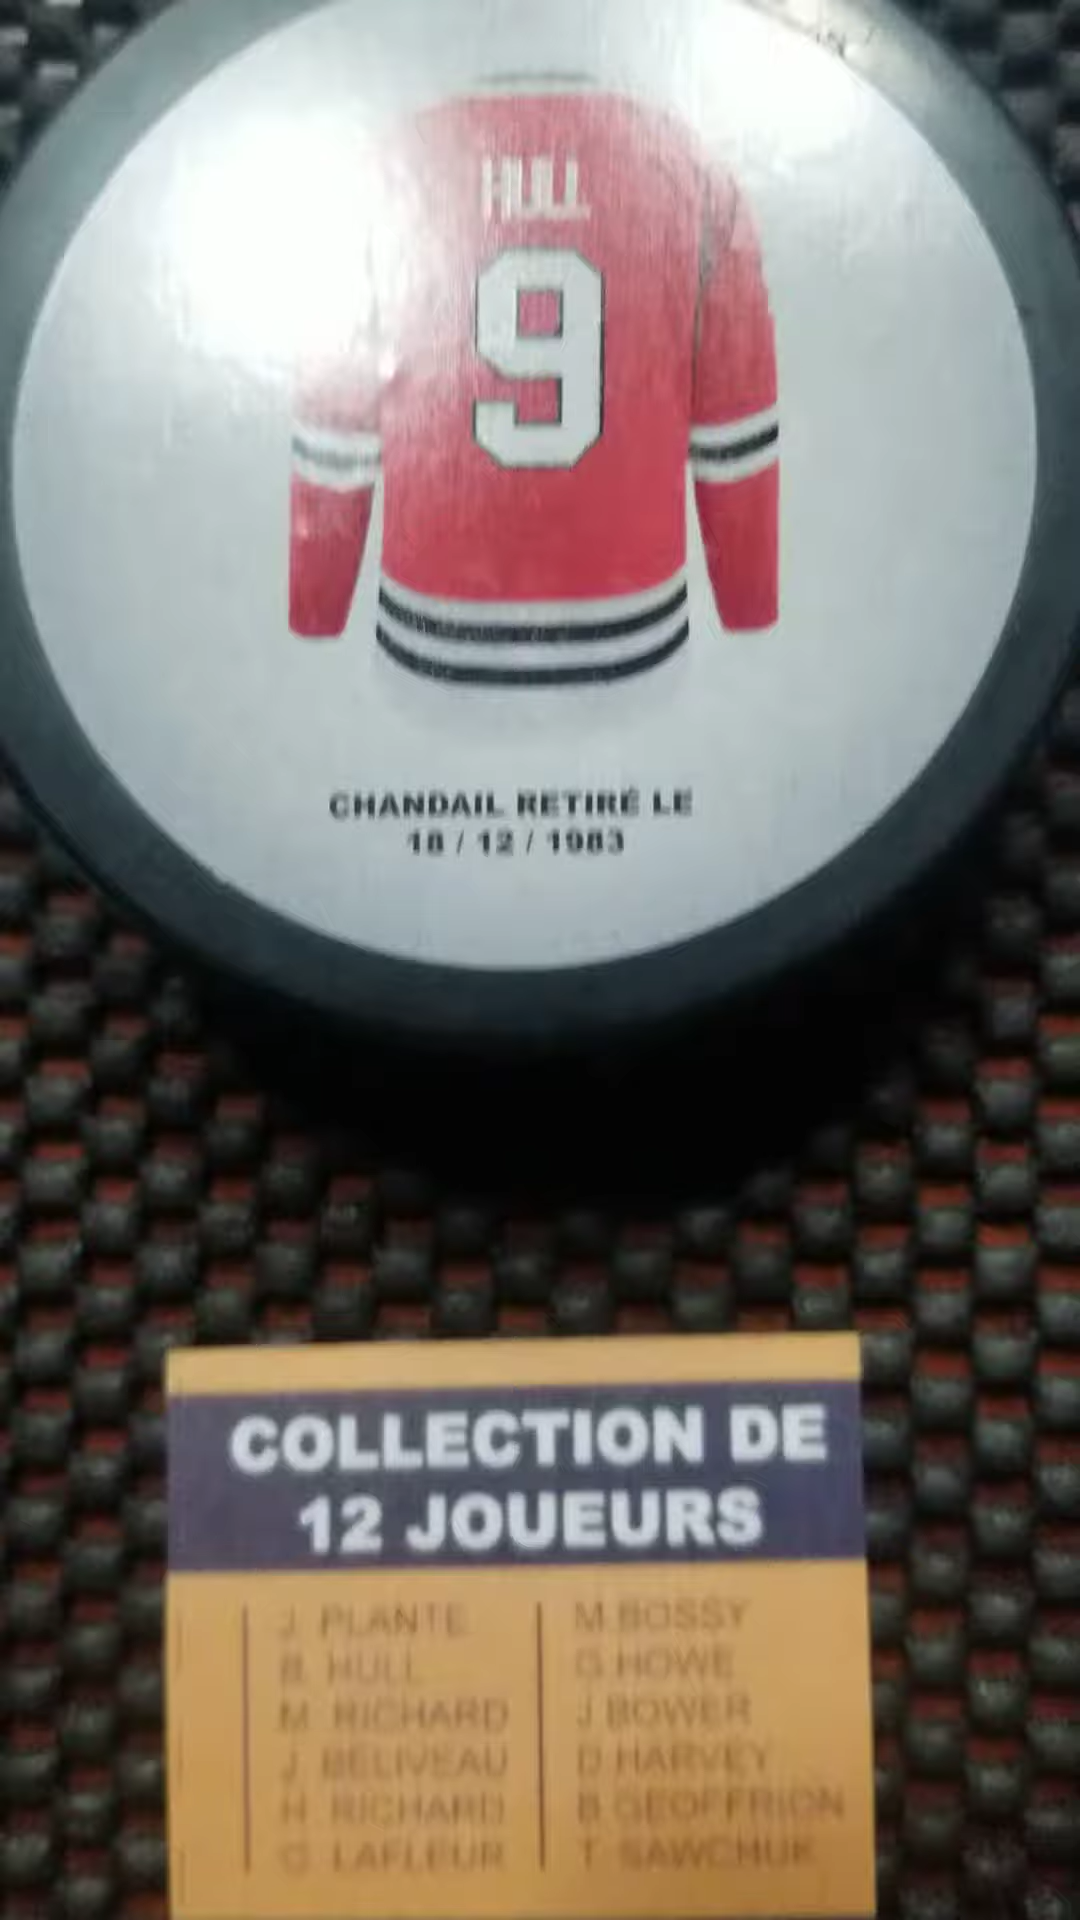 HULL
9
CHANDAIL RETIRÉ LE
18 / 12 / 1983
COLLECTION DE
12 JOUEURS
J. PLANTE
B. HULL
M. RICHARD
J. BELIVEAU
H. RICHARD
G. LAFLEUR
M.BOSSY
G.HOWE
J.BOWER
D.HARVEY
B.GEOFFRION
T. SAWCHUK